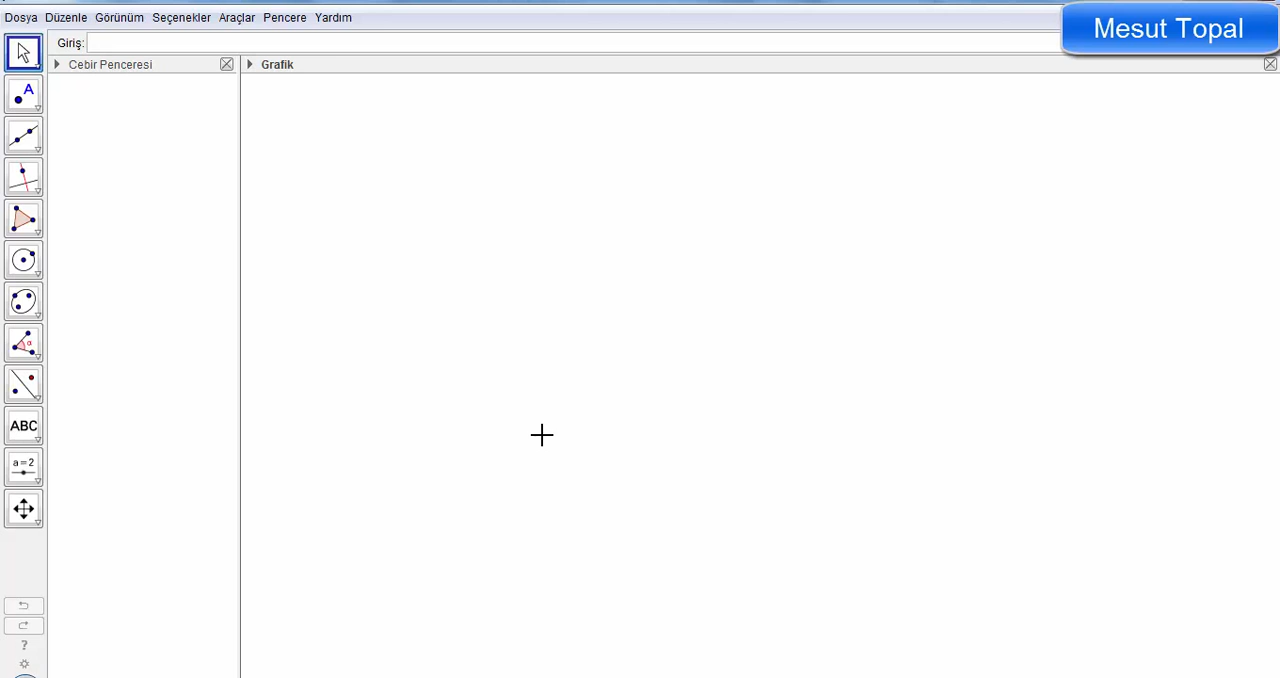 Dosya Düzenle Görünüm Seçenekler Araçlar Pencere Yardım
Mesut Topal
Giriş:
Cebir Penceresi
Grafik
A
α
ABC
a=2
?